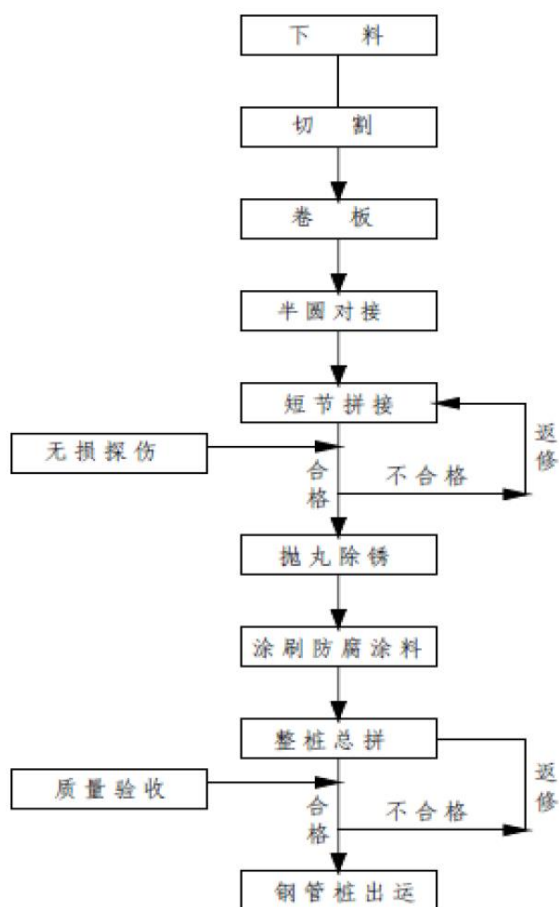 下 料
切 割
卷 板
半圆对接
短节拼接
无损探伤
合格
不合格
返修
抛丸除锈
涂刷防腐涂料
整桩总拼
质量验收
合格
不合格
返修
钢管桩出运